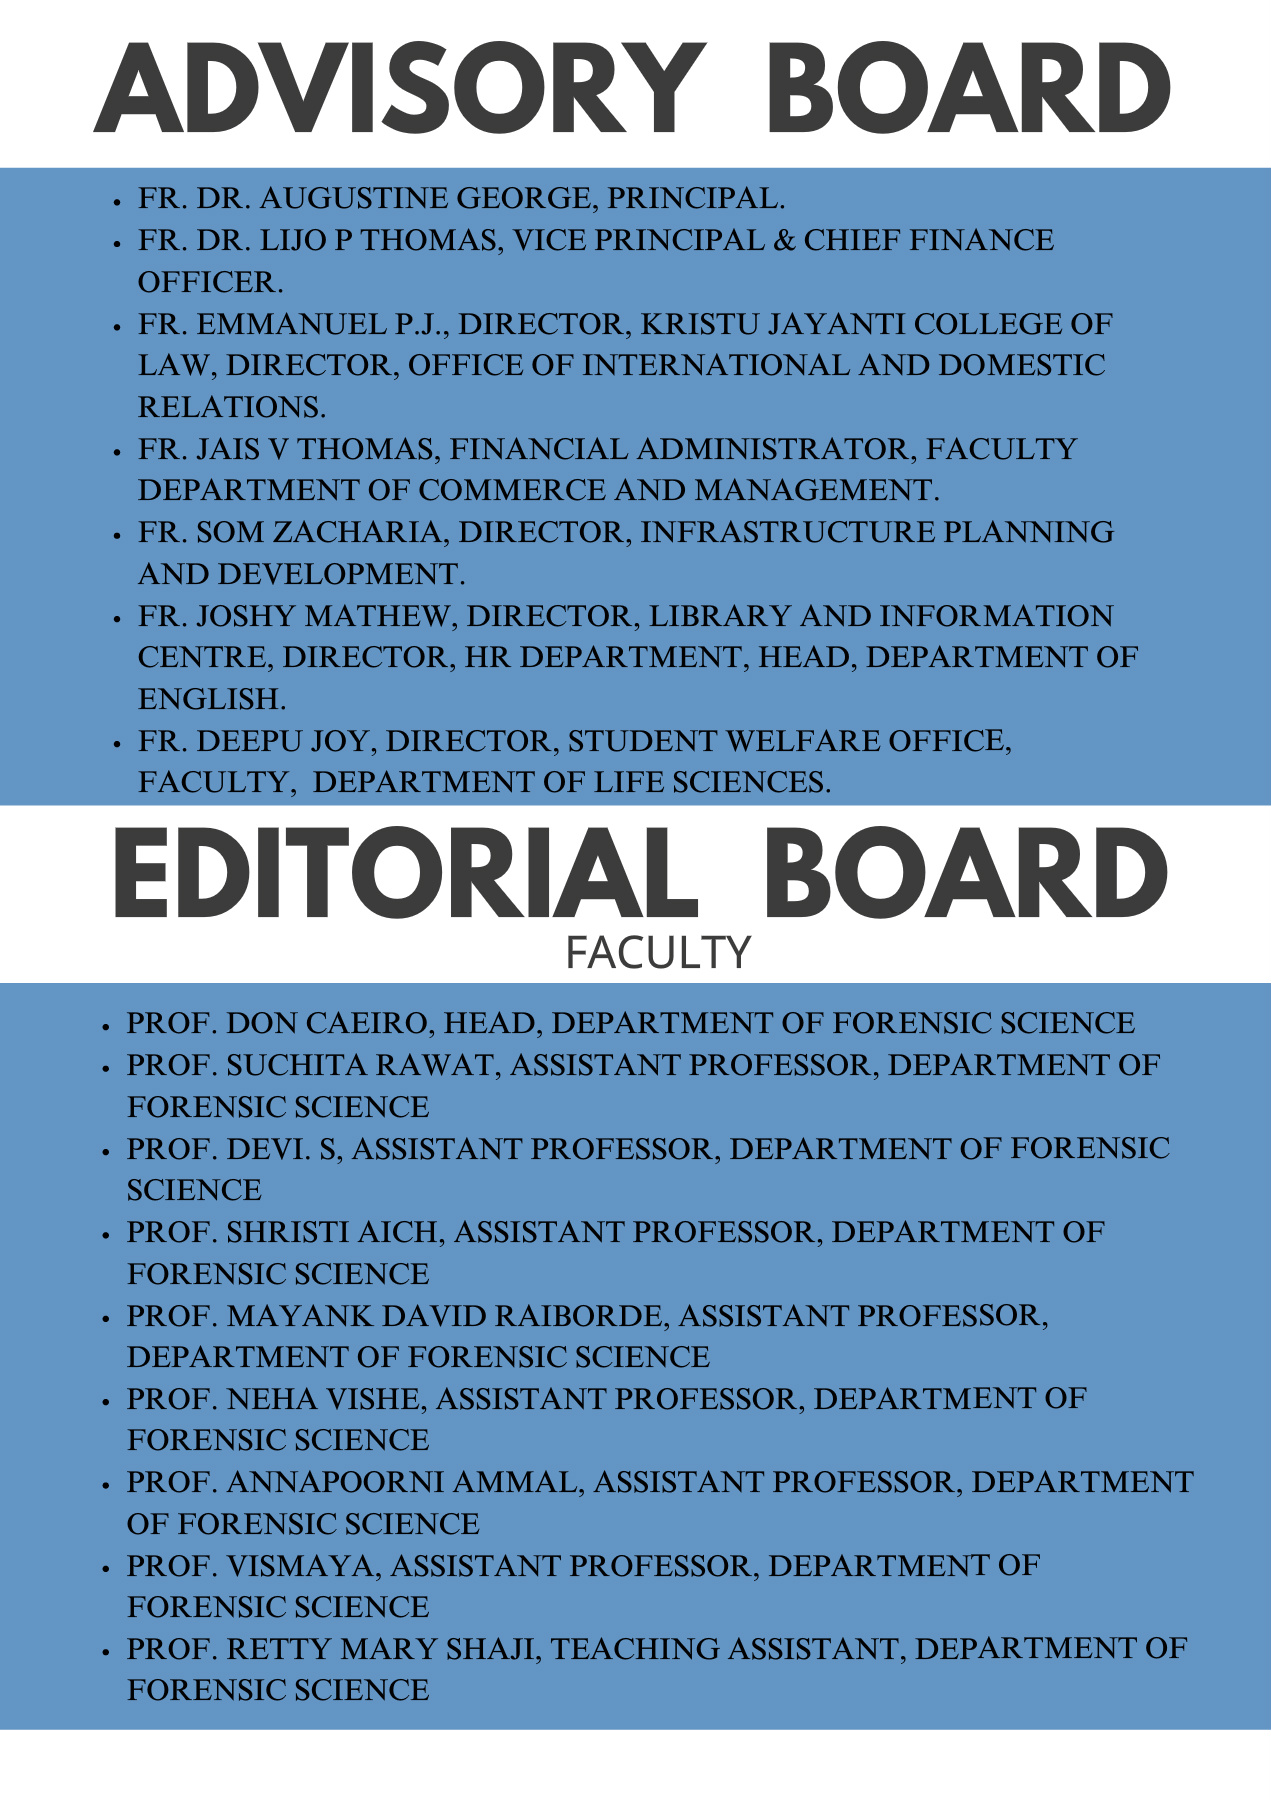 ADVISORY BOARD
• FR. DR. AUGUSTINE GEORGE, PRINCIPAL.
• FR. DR. LIJO P THOMAS, VICE PRINCIPAL & CHIEF FINANCE
OFFICER.
• FR. EMMANUEL P.J., DIRECTOR, KRISTU JAYANTI COLLEGE OF
LAW, DIRECTOR, OFFICE OF INTERNATIONAL AND DOMESTIC
RELATIONS.
• FR. JAIS V THOMAS, FINANCIAL ADMINISTRATOR, FACULTY
DEPARTMENT OF COMMERCE AND MANAGEMENT.
• FR. SOM ZACHARIA, DIRECTOR, INFRASTRUCTURE PLANNING
AND DEVELOPMENT.
• FR. JOSHY MATHEW, DIRECTOR, LIBRARY AND INFORMATION
CENTRE, DIRECTOR, HR DEPARTMENT, HEAD, DEPARTMENT OF
ENGLISH.
• FR. DEEPU JOY, DIRECTOR, STUDENT WELFARE OFFICE,
FACULTY, DEPARTMENT OF LIFE SCIENCES.
EDITORIAL BOARD
FACULTY
• PROF. DON CAEIRO, HEAD, DEPARTMENT OF FORENSIC SCIENCE
• PROF. SUCHITA RAWAT, ASSISTANT PROFESSOR, DEPARTMENT OF
FORENSIC SCIENCE
• PROF. DEVI. S, ASSISTANT PROFESSOR, DEPARTMENT OF FORENSIC
SCIENCE
• PROF. SHRISTI AICH, ASSISTANT PROFESSOR, DEPARTMENT OF
FORENSIC SCIENCE
• PROF. MAYANK DAVID RAIBORDE, ASSISTANT PROFESSOR,
DEPARTMENT OF FORENSIC SCIENCE
• PROF. NEHA VISHE, ASSISTANT PROFESSOR, DEPARTMENT OF
FORENSIC SCIENCE
• PROF. ANNAPOORNI AMMAL, ASSISTANT PROFESSOR, DEPARTMENT
OF FORENSIC SCIENCE
• PROF. VISMAYA, ASSISTANT PROFESSOR, DEPARTMENT OF
FORENSIC SCIENCE
• PROF. RETTY MARY SHAJI, TEACHING ASSISTANT, DEPARTMENT OF
FORENSIC SCIENCE